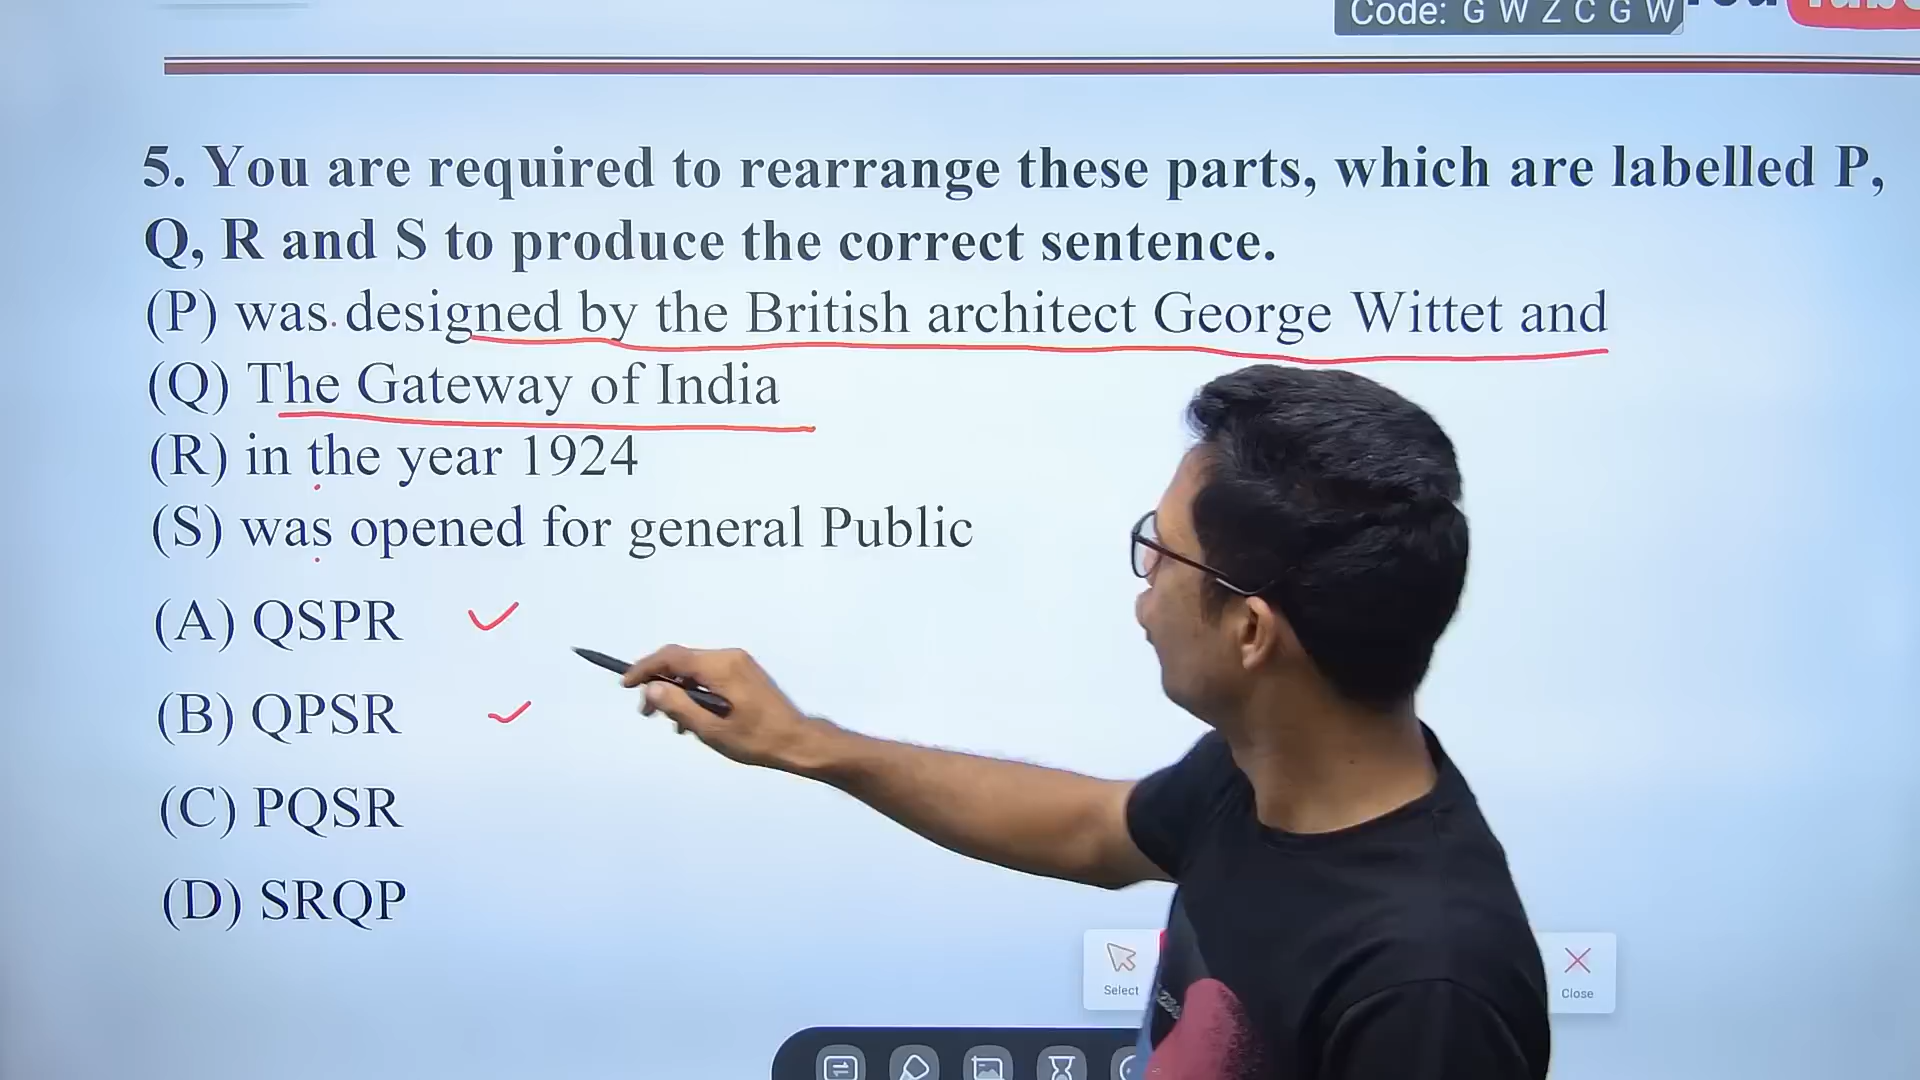 Code: G W Z C G W
5. You are required to rearrange these parts, which are labelled P,
Q, R and S to produce the correct sentence.
(P) was designed by the British architect George Wittet and
(Q) The Gateway of India
(R) in the year 1924
(S) was opened for general Public
(A) QSPR
(B) QPSR
(C) PQSR
(D) SRQP
Select
Close